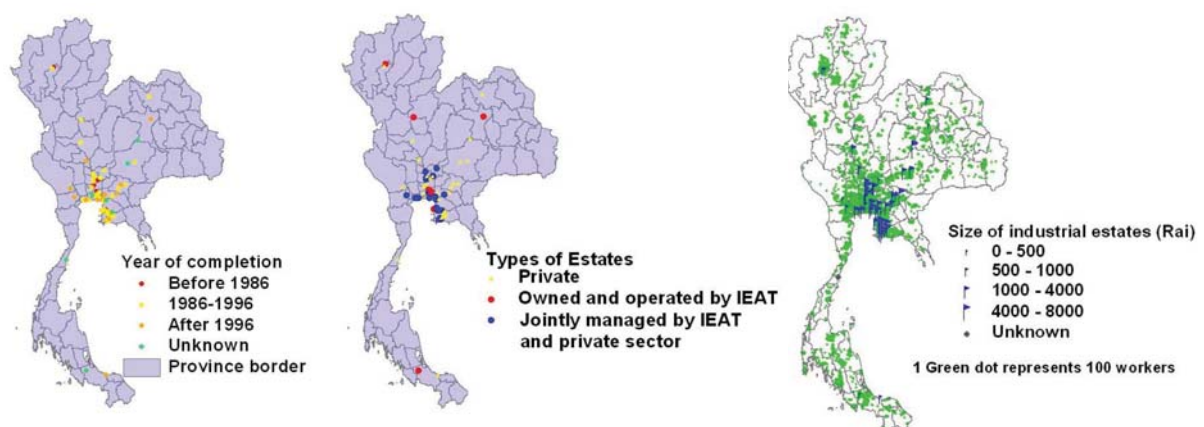 Year of completion
Before 1986
1986-1996
After 1996
Unknown
Province border
Types of Estates
Private
Owned and operated by IEAT
Jointly managed by IEAT
and private sector
Size of industrial estates (Rai)
0 - 500
500 - 1000
1000 - 4000
4000 - 8000
Unknown
1 Green dot represents 100 workers